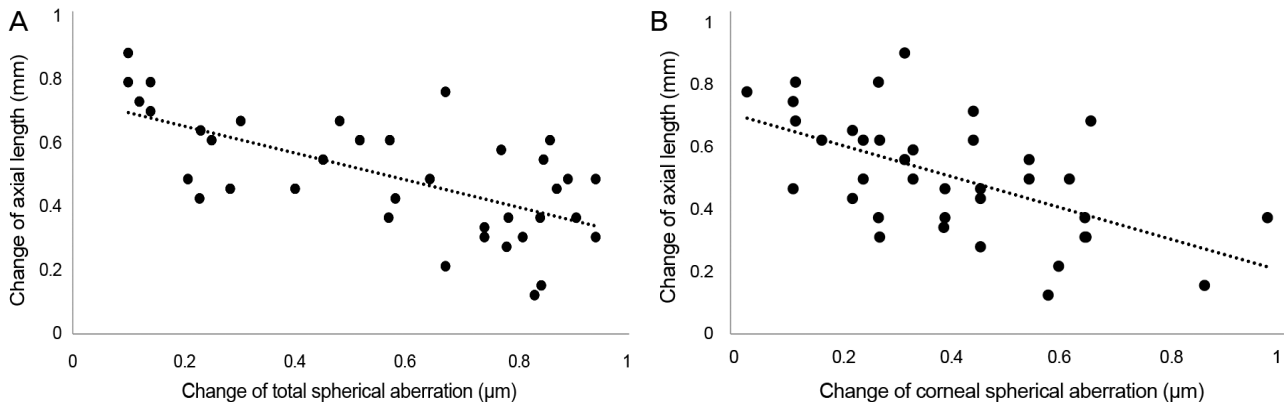 A
Change of axial length (mm)
1
0.8
0.6
0.4
0.2
0
0 0.2 0.4 0.6 0.8 1
Change of total spherical aberration (μm)
B
Change of axial length (mm)
1
0.8
0.6
0.4
0.2
0
0 0.2 0.4 0.6 0.8 1
Change of corneal spherical aberration (μm)